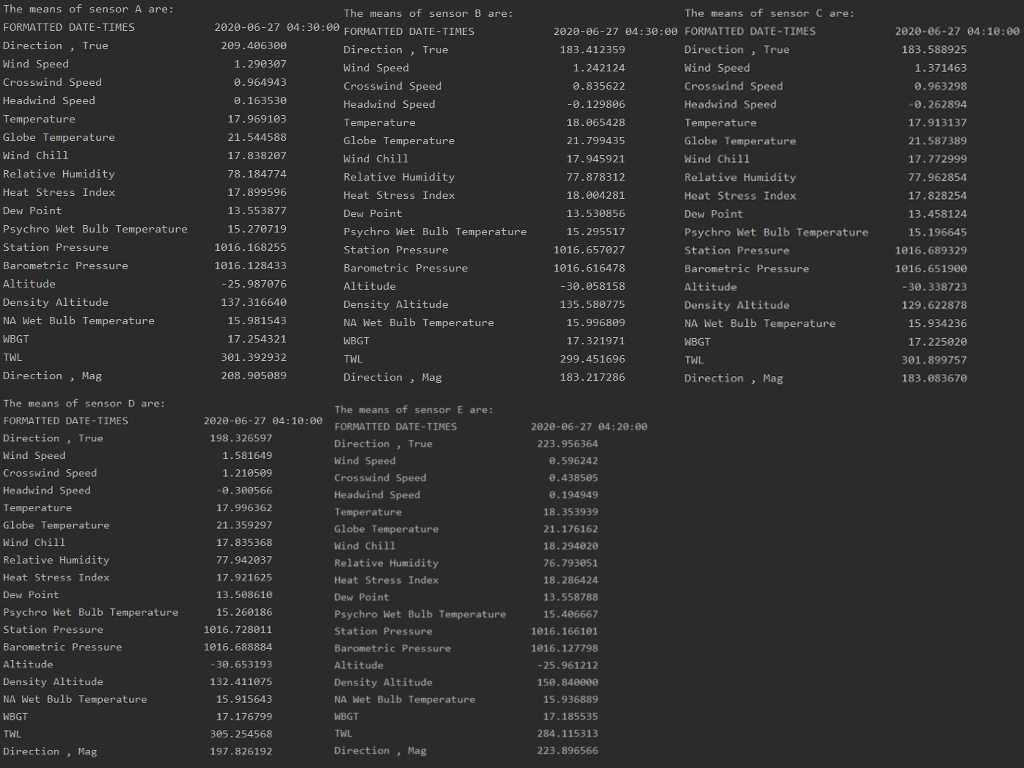 The means of sensor A are:
FORMATTED DATE-TIMES 2020-06-27 04:30:00
Direction , True 209.406300
Wind Speed 1.290307
Crosswind Speed 0.964943
Headwind Speed 0.163530
Temperature 17.969103
Globe Temperature 21.544588
Wind Chill 17.838207
Relative Humidity 78.184774
Heat Stress Index 17.899596
Dew Point 13.553877
Psychro Wet Bulb Temperature 15.270719
Station Pressure 1016.168255
Barometric Pressure 1016.128433
Altitude -25.987076
Density Altitude 137.316640
NA Wet Bulb Temperature 15.981543
WBGT 17.254321
TWL 301.392932
Direction , Mag 208.905089
The means of sensor B are:
FORMATTED DATE-TIMES 2020-06-27 04:30:00
Direction , True 183.412359
Wind Speed 1.242124
Crosswind Speed 0.835622
Headwind Speed -0.129806
Temperature 18.065428
Globe Temperature 21.799435
Wind Chill 17.945921
Relative Humidity 77.878312
Heat Stress Index 18.004281
Dew Point 13.530856
Psychro Wet Bulb Temperature 15.295517
Station Pressure 1016.657027
Barometric Pressure 1016.616478
Altitude -30.058158
Density Altitude 135.580775
NA Wet Bulb Temperature 15.996809
WBGT 17.321971
TWL 299.451696
Direction , Mag 183.217286
The means of sensor C are:
FORMATTED DATE-TIMES 2020-06-27 04:10:00
Direction , True 183.588925
Wind Speed 1.371463
Crosswind Speed 0.963298
Headwind Speed -0.262894
Temperature 17.913137
Globe Temperature 21.587389
Wind Chill 17.772999
Relative Humidity 77.962854
Heat Stress Index 17.828254
Dew Point 13.458124
Psychro Wet Bulb Temperature 15.196645
Station Pressure 1016.689329
Barometric Pressure 1016.651900
Altitude -30.338723
Density Altitude 129.622878
NA Wet Bulb Temperature 15.934236
WBGT 17.225020
TWL 301.899757
Direction , Mag 183.083670
The means of sensor D are:
FORMATTED DATE-TIMES 2020-06-27 04:10:00
Direction , True 198.326597
Wind Speed 1.581649
Crosswind Speed 1.210509
Headwind Speed -0.300566
Temperature 17.996362
Globe Temperature 21.359297
Wind Chill 17.835368
Relative Humidity 77.942037
Heat Stress Index 17.921625
Dew Point 13.508610
Psychro Wet Bulb Temperature 15.260186
Station Pressure 1016.728011
Barometric Pressure 1016.688884
Altitude -30.653193
Density Altitude 132.411075
NA Wet Bulb Temperature 15.915643
WBGT 17.176799
TWL 305.254568
Direction , Mag 197.826192
The means of sensor E are:
FORMATTED DATE-TIMES 2020-06-27 04:20:00
Direction , True 223.956364
Wind Speed 0.596242
Crosswind Speed 0.438505
Headwind Speed 0.194949
Temperature 18.353939
Globe Temperature 21.176162
Wind Chill 18.294020
Relative Humidity 76.793051
Heat Stress Index 18.286424
Dew Point 13.558788
Psychro Wet Bulb Temperature 15.406667
Station Pressure 1016.166101
Barometric Pressure 1016.127798
Altitude -25.961212
Density Altitude 150.840000
NA Wet Bulb Temperature 15.936889
WBGT 17.185535
TWL 284.115313
Direction , Mag 223.896566